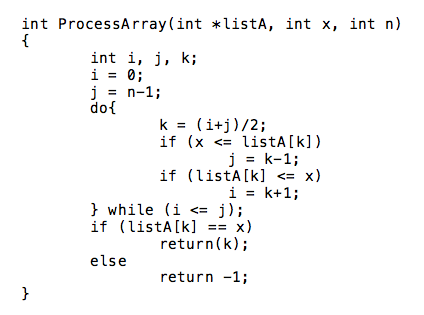 int ProcessArray(int *listA, int x, int n)
{
        int i, j, k;
        i = 0;
        j = n-1;
        do{
                k = (i+j)/2;
                if (x <= listA[k])
                        j = k-1;
                if (listA[k] <= x)
                        i = k+1;
        } while (i <= j);
        if (listA[k] == x)
                return(k);
        else
                return -1;
}